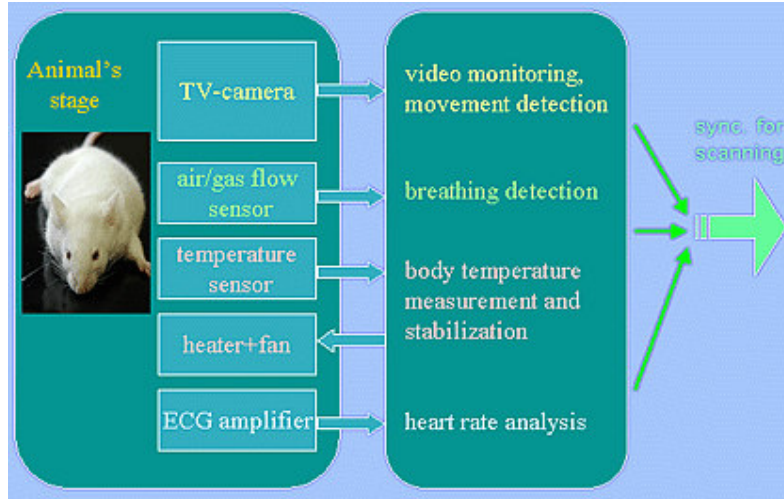 Animal's
stage
TV-camera
air/gas flow
sensor
temperature
sensor
heater+fan
ECG amplifier
video monitoring,
movement detection
breathing detection
body temperature
measurement and
stabilization
heart rate analysis
sync. for
scanning